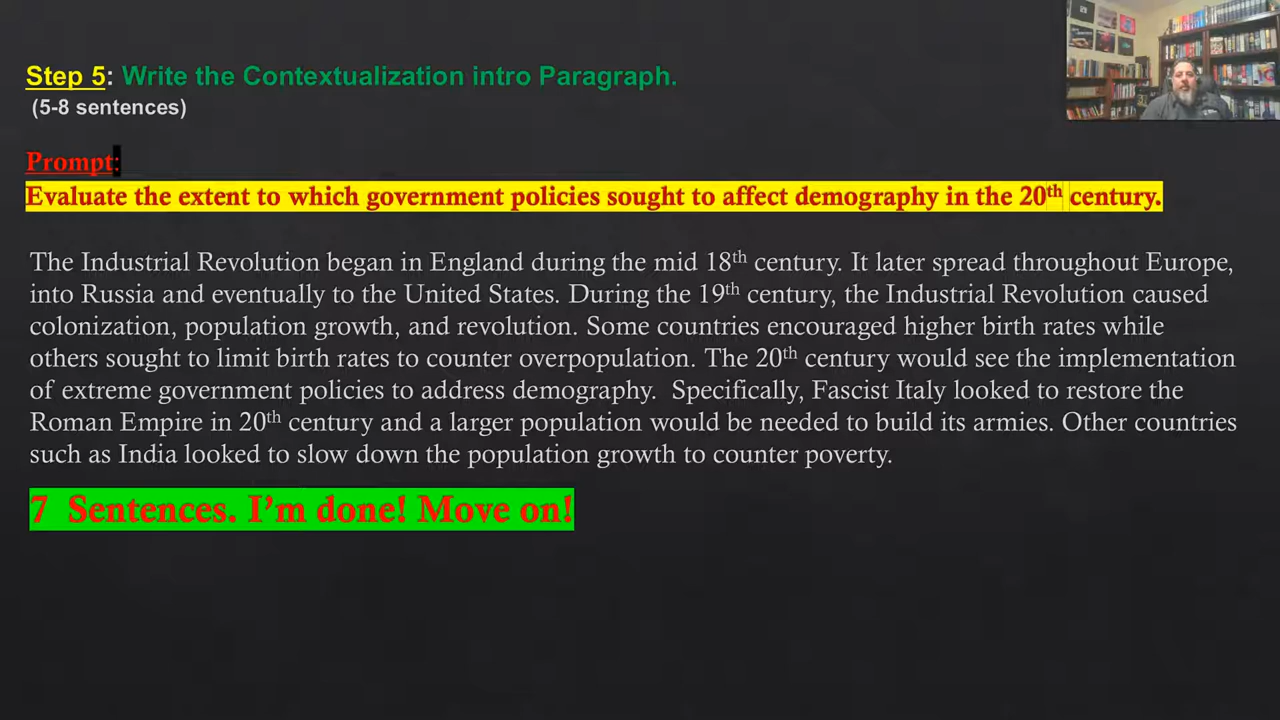 Step 5: Write the Contextualization intro Paragraph.
(5-8 sentences)
Prompt:
Evaluate the extent to which government policies sought to affect demography in the 20th century.
The Industrial Revolution began in England during the mid 18th century. It later spread throughout Europe,
into Russia and eventually to the United States. During the 19th century, the Industrial Revolution caused
colonization, population growth, and revolution. Some countries encouraged higher birth rates while
others sought to limit birth rates to counter overpopulation. The 20th century would see the implementation
of extreme government policies to address demography.  Specifically, Fascist Italy looked to restore the
Roman Empire in 20th century and a larger population would be needed to build its armies. Other countries
such as India looked to slow down the population growth to counter poverty.
7  Sentences. I'm done! Move on!